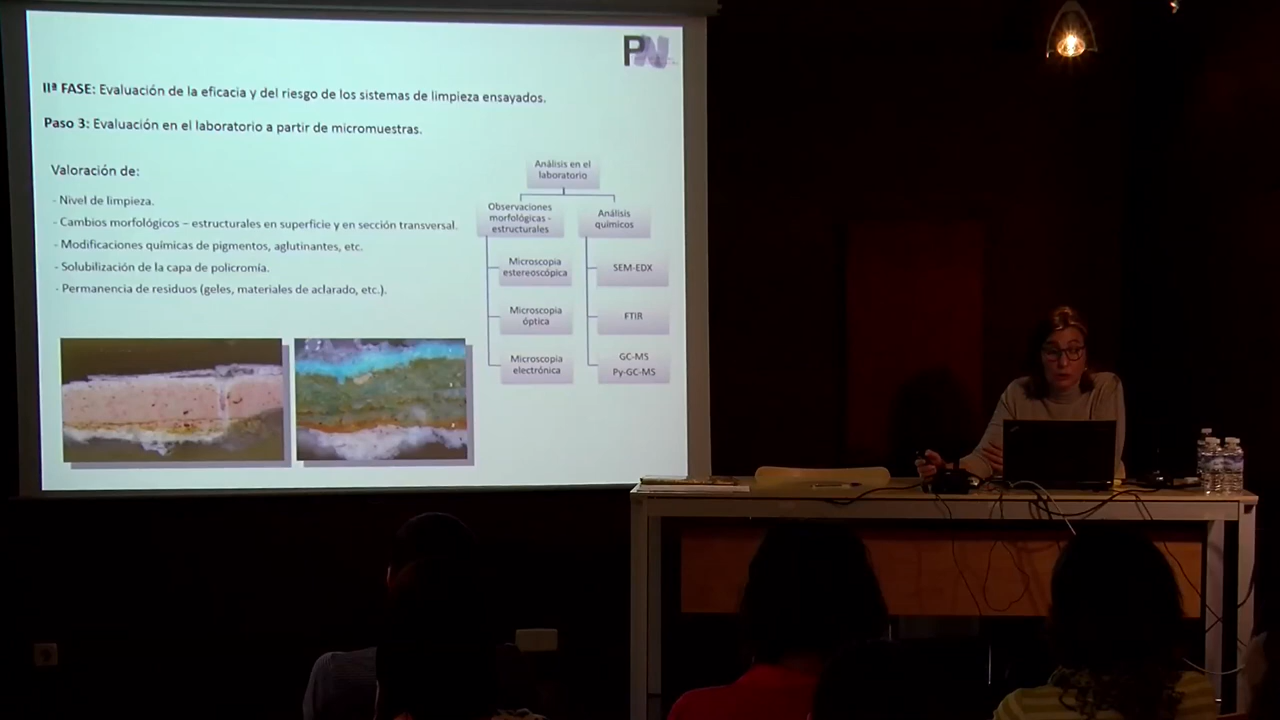 PW
IIª FASE: Evaluación de la eficacia y del riesgo de los sistemas de limpieza ensayados.
Paso 3: Evaluación en el laboratorio a partir de micromuestras.
Valoración de:
- Nivel de limpieza.
- Cambios morfológicos – estructurales en superficie y en sección transversal.
- Modificaciones químicas de pigmentos, aglutinantes, etc.
- Solubilización de la capa de policromía.
- Permanencia de residuos (geles, materiales de aclarado, etc.).
Análisis en el
laboratorio
Observaciones
morfológicas -
estructurales
Microscopia
estereoscópica
Microscopia
óptica
Microscopia
electrónica
Análisis
químicos
SEM-EDX
FTIR
GC-MS
Py-GC-MS